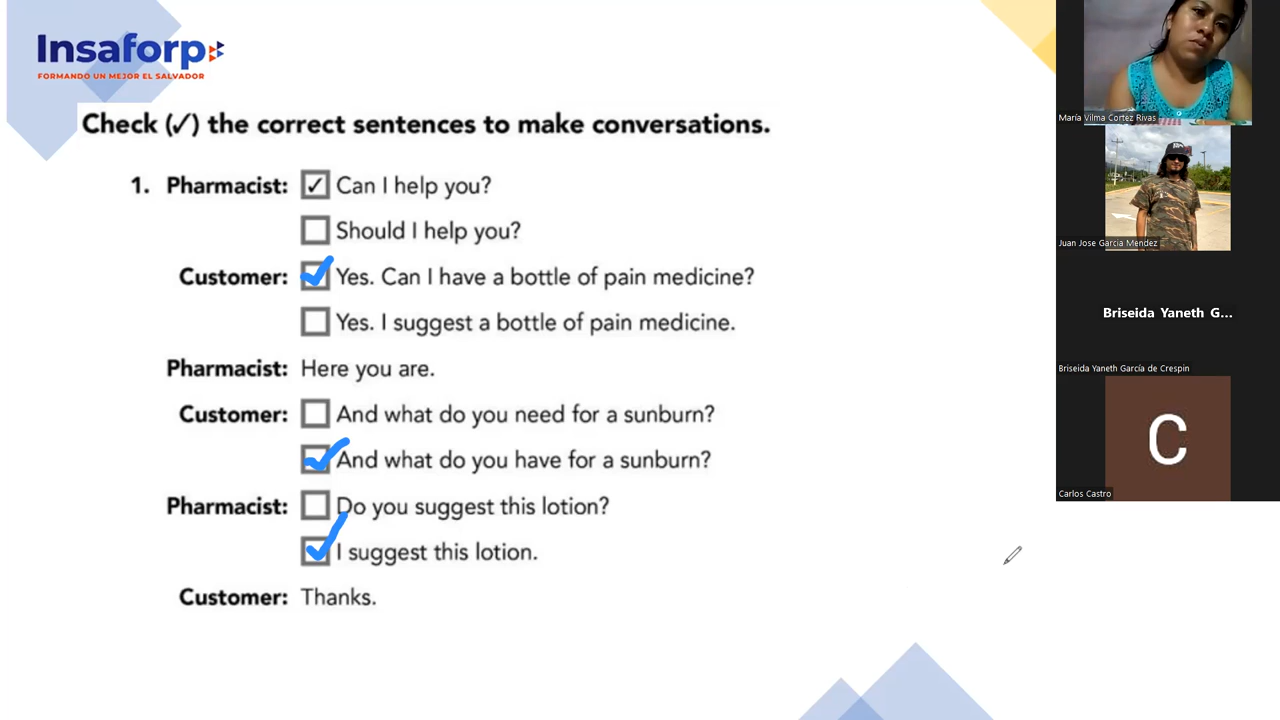 Insaforp
FORMANDO UN MEJOR EL SALVADOR
Check (✓) the correct sentences to make conversations.
1. Pharmacist: ✓ Can I help you?
Should I help you?
Customer: Yes. Can I have a bottle of pain medicine?
Yes. I suggest a bottle of pain medicine.
Pharmacist: Here you are.
Customer: And what do you need for a sunburn?
And what do you have for a sunburn?
Pharmacist: Do you suggest this lotion?
I suggest this lotion.
Customer: Thanks.
María Vilma Cortez Rivas
Juan Jose Garcia Mendez
Briseida Yaneth G...
Briseida Yaneth García de Crespin
C
Carlos Castro